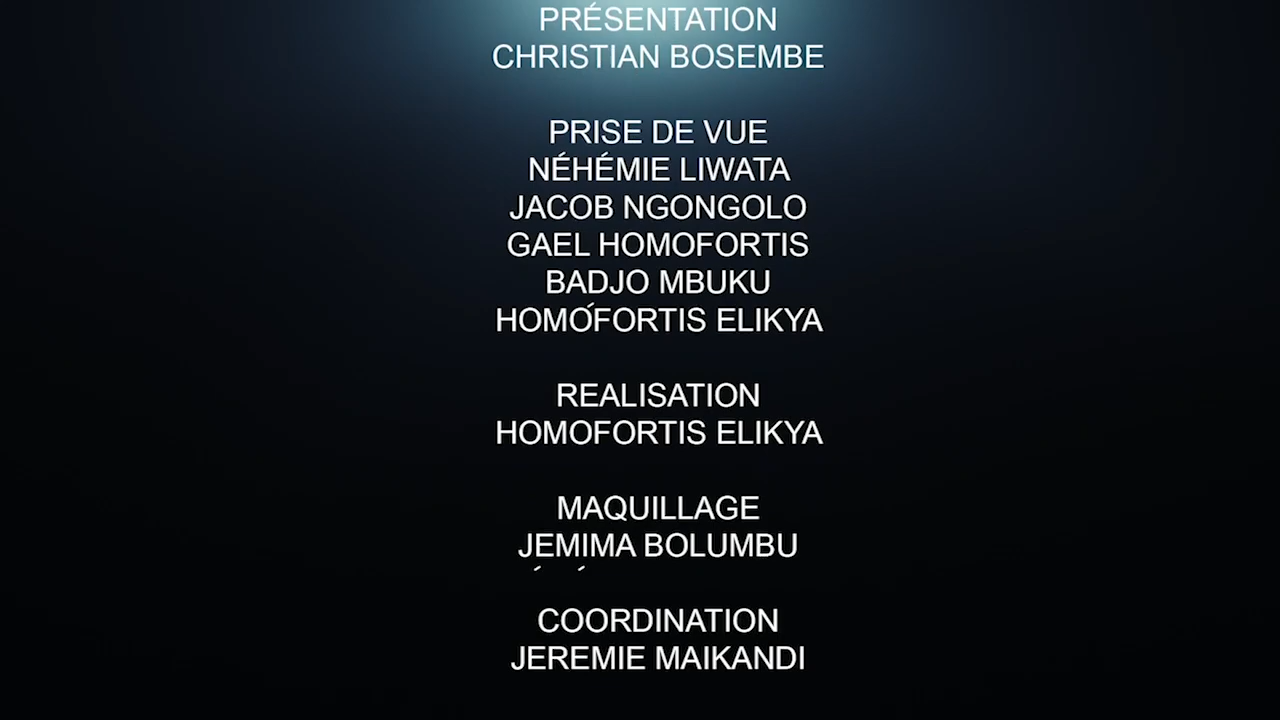 PRÉSENTATION
CHRISTIAN BOSEMBE
PRISE DE VUE
NÉHÉMIE LIWATA
JACOB NGONGOLO
GAEL HOMOFORTIS
BADJO MBUKU
HOMOFORTIS ELIKYA
REALISATION
HOMOFORTIS ELIKYA
MAQUILLAGE
JEMIMA BOLUMBU
COORDINATION
JEREMIE MAIKANDI